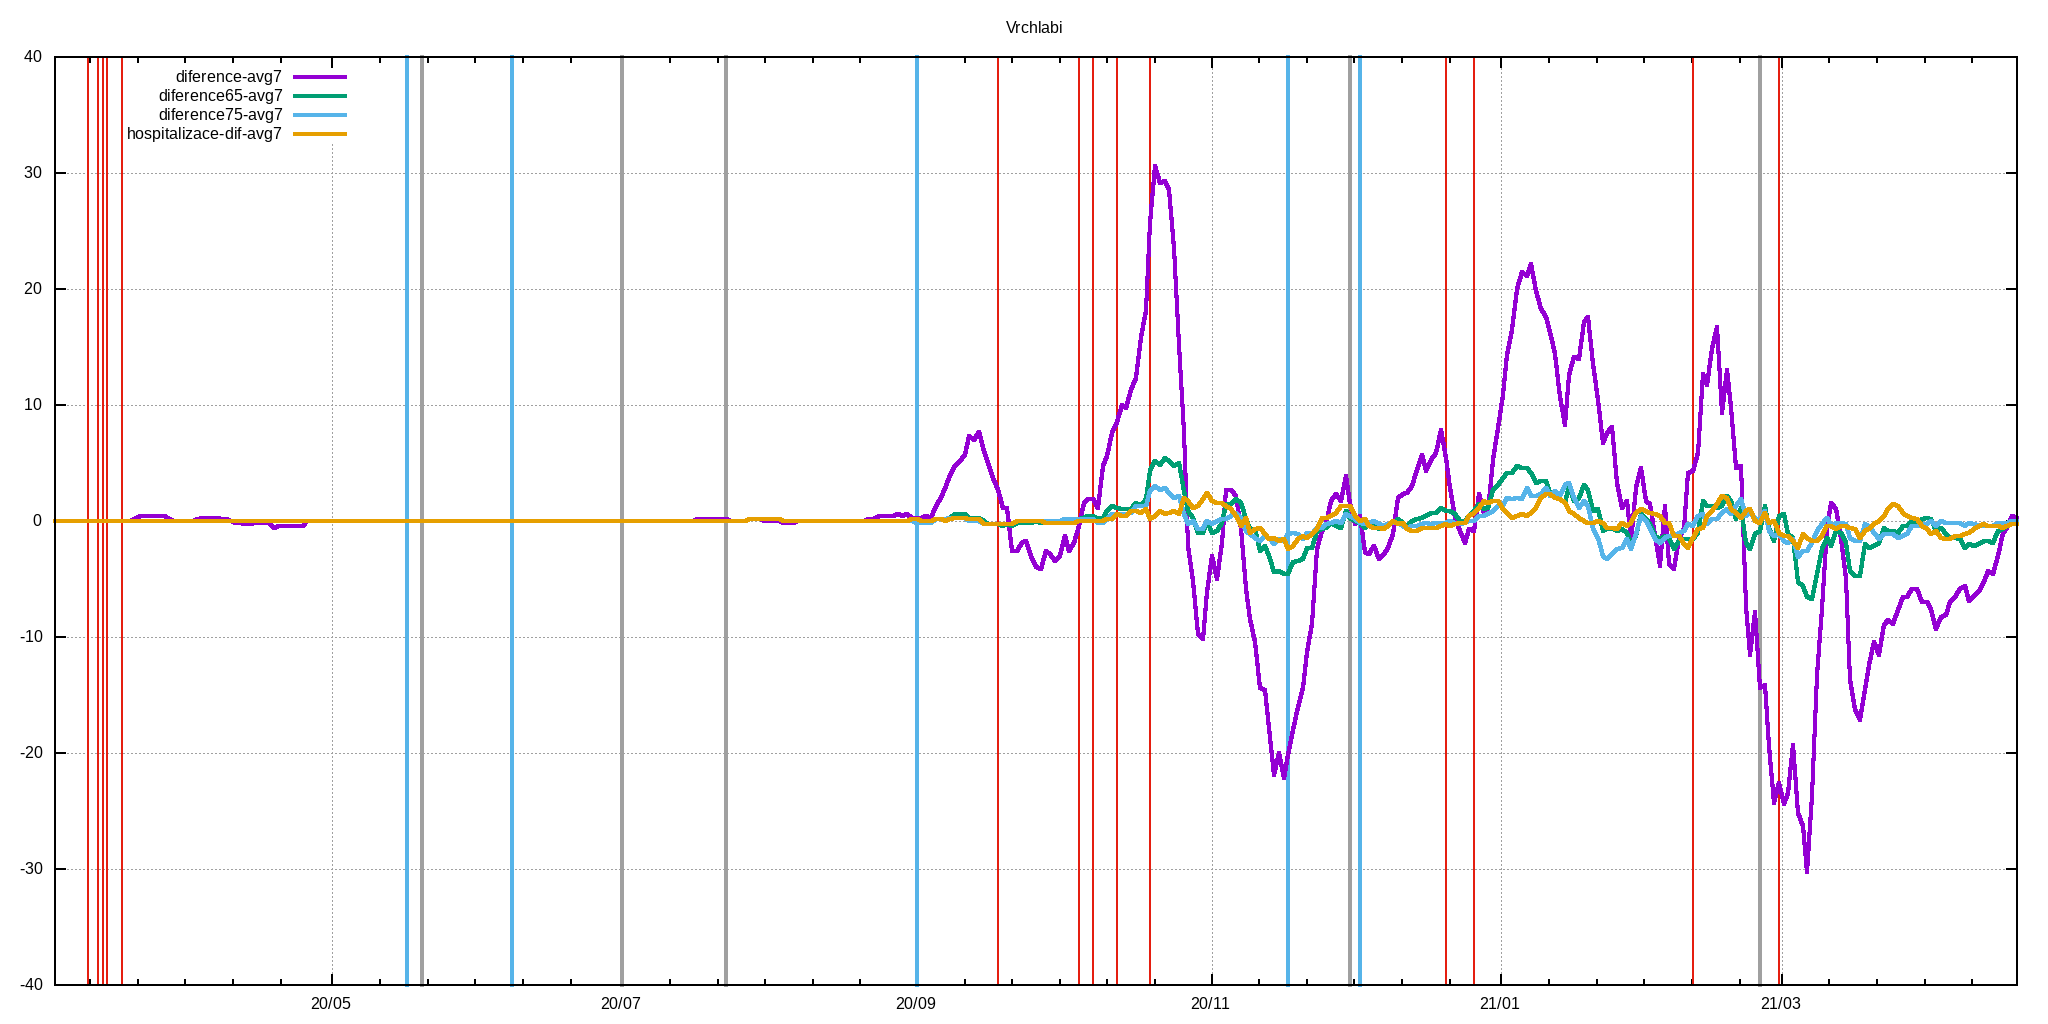 Vrchlabi
diference-avg7
diference65-avg7
diference75-avg7
hospitalizace-dif-avg7
40
30
20
10
0
-10
-20
-30
-40
20/05 20/07 20/09 20/11 21/01 21/03